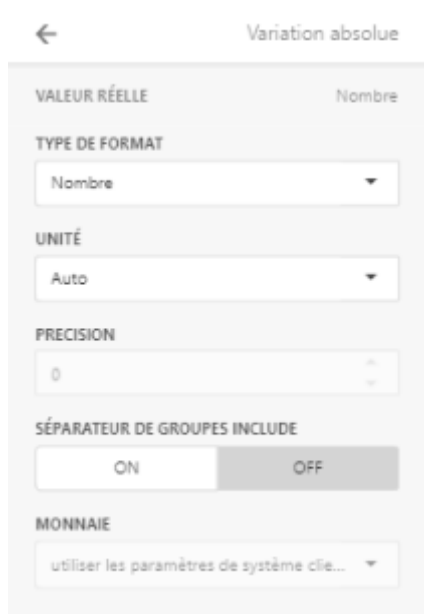 Variation absolue
VALEUR RÉELLE Nombre
TYPE DE FORMAT
Nombre
UNITÉ
Auto
PRECISION
0
SÉPARATEUR DE GROUPES INCLUDE
ON OFF
MONNAIE
utiliser les paramètres de système clie...